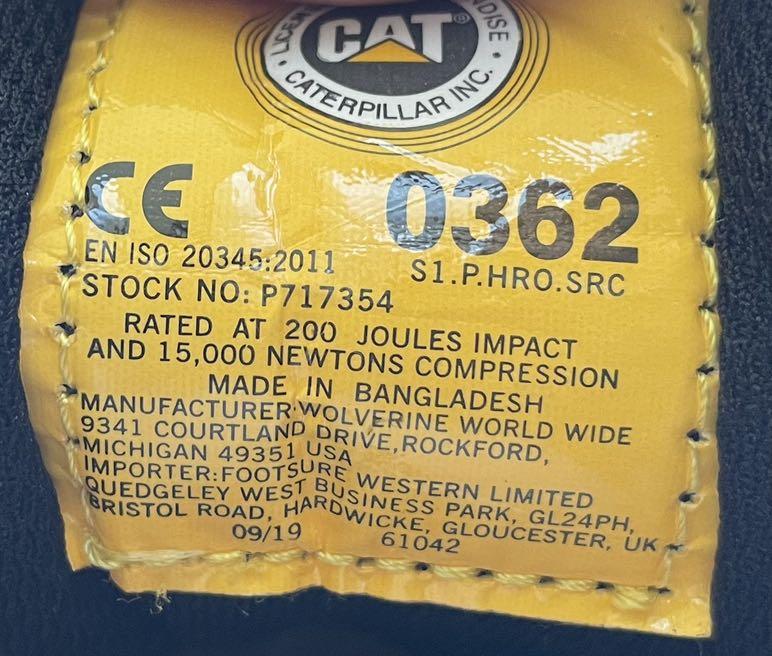 CAT®
CATERPILLAR INC.
CE 0362
EN ISO 20345:2011
S1.P.HRO.SRC
STOCK NO: P717354
RATED AT 200 JOULES IMPACT
AND 15,000 NEWTONS COMPRESSION
MADE IN BANGLADESH
MANUFACTURER:WOLVERINE WORLD WIDE
9341 COURTLAND DRIVE,ROCKFORD,
MICHIGAN 49351 USA
IMPORTER:FOOTSURE WESTERN LIMITED
QUEDGELEY WEST BUSINESS PARK, GL24PH,
BRISTOL ROAD, HARDWICKE, GLOUCESTER, UK
09/19 61042